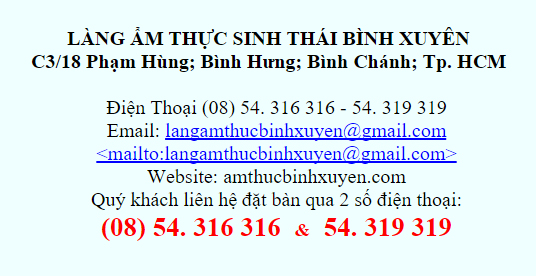 LÀNG ẨM THỰC SINH THÁI BÌNH XUYÊN
C3/18 Phạm Hùng; Bình Hưng; Bình Chánh; Tp. HCM
Điện Thoại (08) 54. 316 316 - 54. 319 319
Email: langamthucbinhxuyen@gmail.com
<mailto:langamthucbinhxuyen@gmail.com>
Website: amthucbinhxuyen.com
Quý khách liên hệ đặt bàn qua 2 số điện thoại:
(08) 54. 316 316 & 54. 319 319